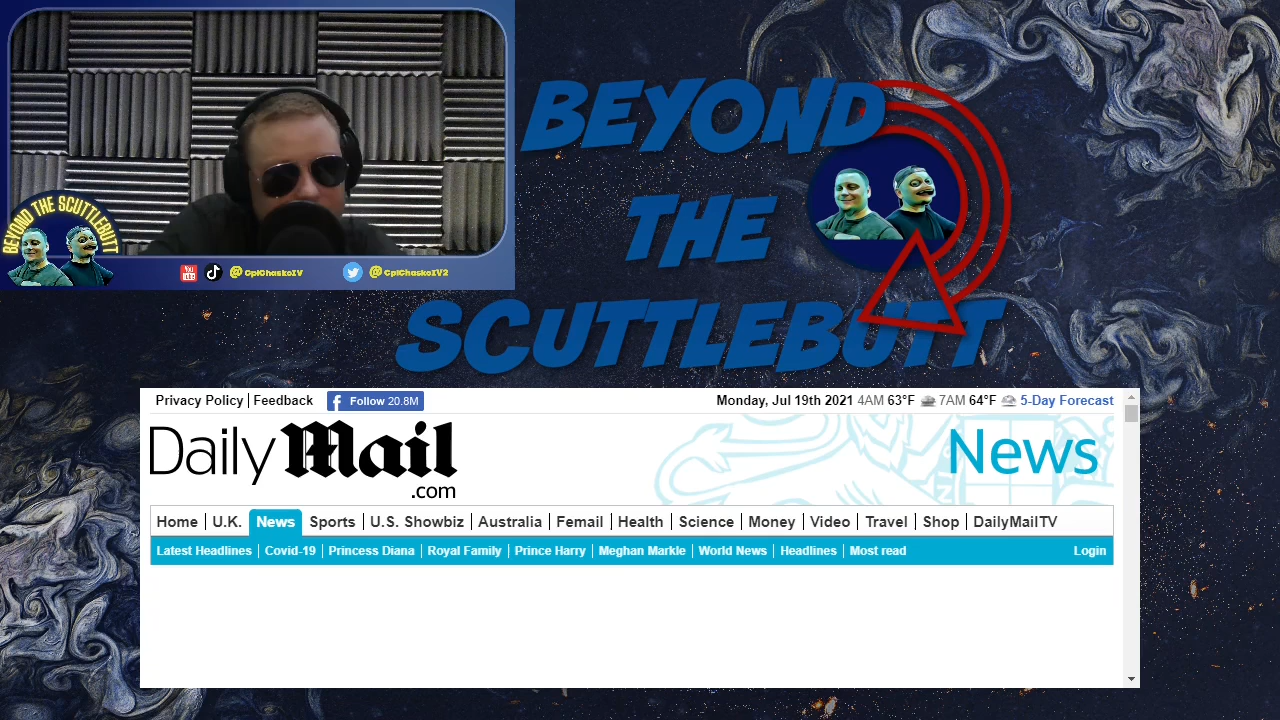 BEYOND THE SCUTTLEBUTT
You Tube
@CplChaskoIV
@CplChaskoIV2
BEYOND
THE
SCUTTLEBUTT
Privacy Policy | Feedback
Follow 20.8M
Monday, Jul 19th 2021 4AM 63°F 7AM 64°F 5-Day Forecast
Daily Mail
.com
News
Home U.K. News Sports U.S. Showbiz Australia Femail Health Science Money Video Travel Shop DailyMailTV
Latest Headlines Covid-19 Princess Diana Royal Family Prince Harry Meghan Markle World News Headlines Most read Login